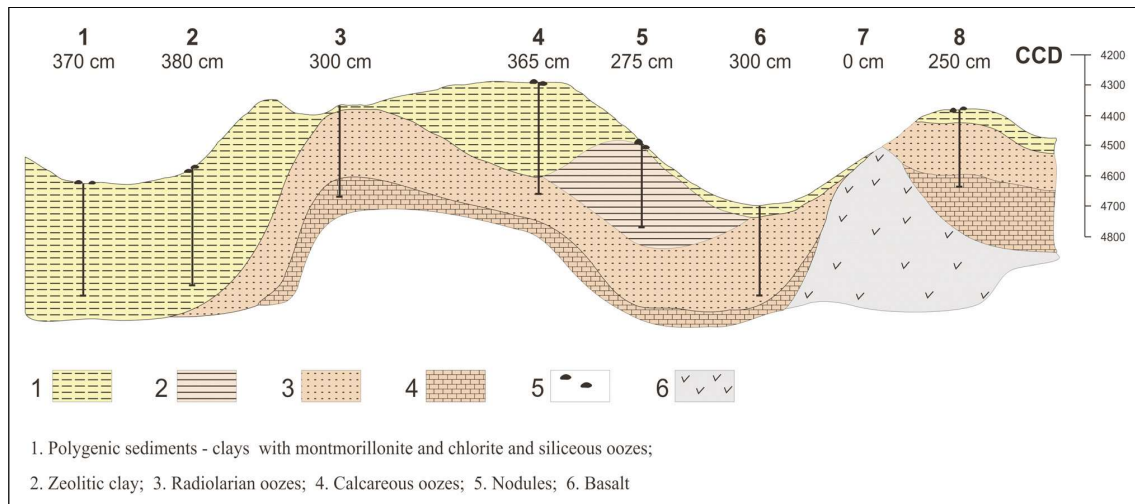 1 2 3 4 5 6 7 8
370 cm 380 cm 300 cm 365 cm 275 cm 300 cm 0 cm 250 cm CCD
4200
4300
4400
4500
4600
4700
4800
1 2 3 4 5 6
1. Polygenic sediments - clays with montmorillonite and chlorite and siliceous oozes;
2. Zeolitic clay; 3. Radiolarian oozes; 4. Calcareous oozes; 5. Nodules; 6. Basalt